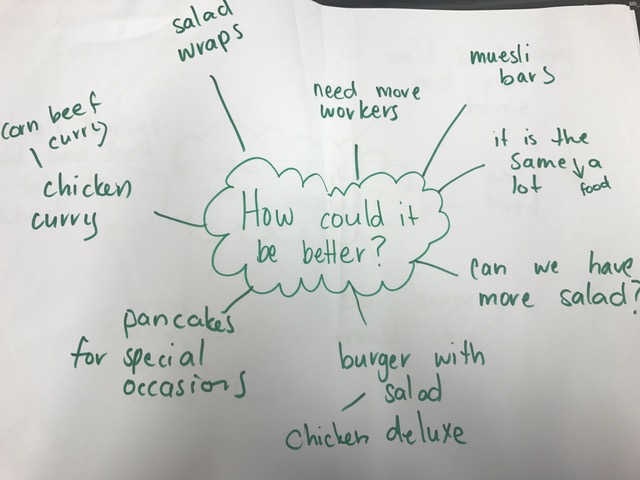 salad
wraps
need more
workers
muesli
bars
corn beef
curry
chicken
curry
it is the
same a
lot food
How could it
be better?
can we have
more salad?
pancakes
for special
occasions
burger with
salad
chicken deluxe